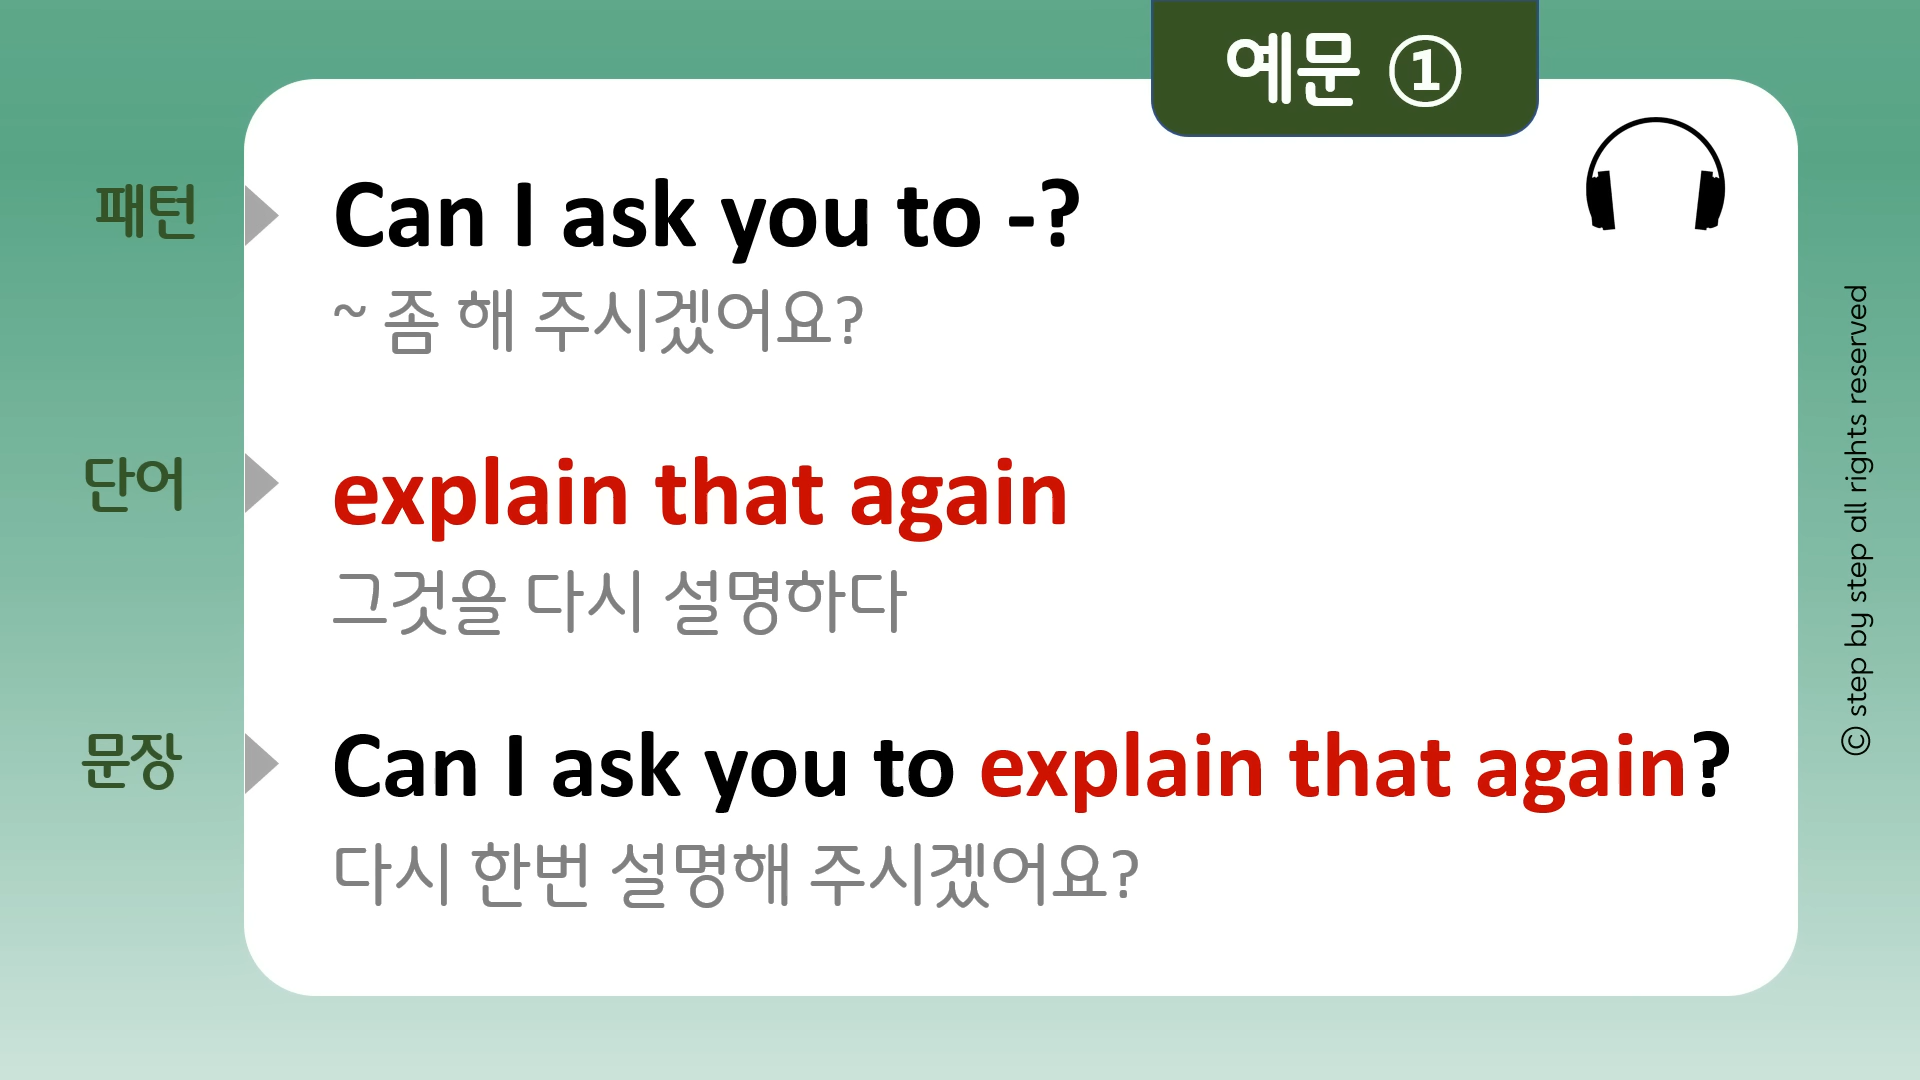 예문 ①
패턴
Can I ask you to -?
~ 좀 해 주시겠어요?
단어
explain that again
그것을 다시 설명하다
문장
Can I ask you to explain that again?
다시 한번 설명해 주시겠어요?
© step by step all rights reserved